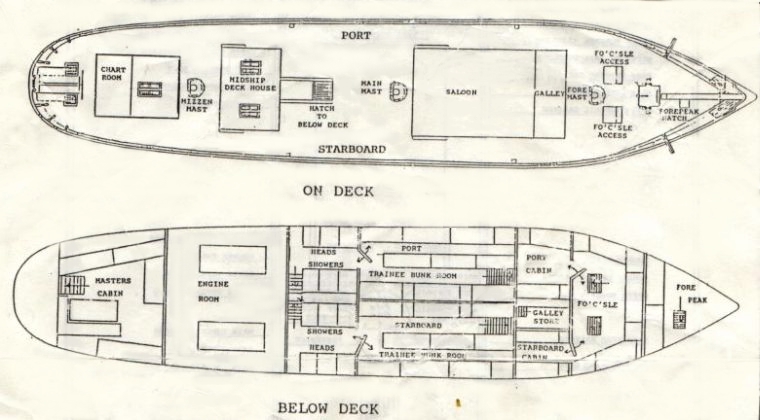 PORT
CHART
ROOM
MIZZEN
MAST
MIDSHIP
DECK HOUSE
HATCH
TO
BELOW DECK
MAIN
MAST
SALOON
GALLEY
FORE
MAST
FO'C'SLE
ACCESS
FO'C'SLE
ACCESS
FOREPEAK
HATCH
STARBOARD
ON DECK
MASTERS
CABIN
ENGINE
ROOM
HEADS
SHOWERS
SHOWERS
HEADS
PORT
TRAINEE BUNK ROOM
STARBOARD
TRAINEE BUNK ROOM
PORT
CABIN
GALLEY
STORE
STARBOARD
CABIN
FO'C'SLE
FORE
PEAK
BELOW DECK